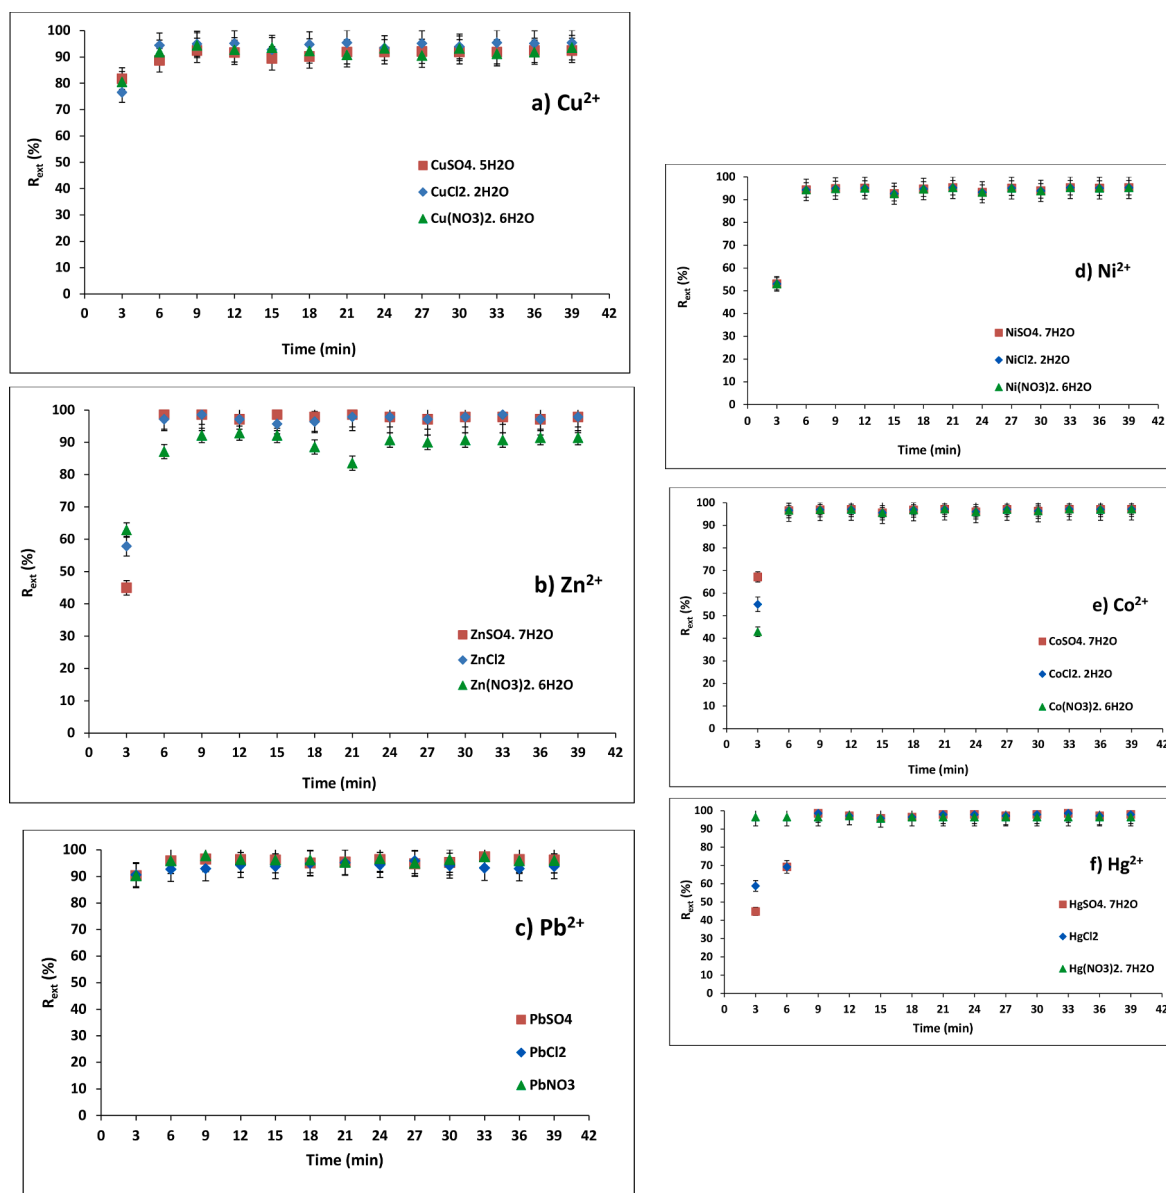 100
90
80
70
60
50
40
30
20
10
0
R_ext (%)
a) Cu²⁺
CuSO4. 5H2O
CuCl2. 2H2O
Cu(NO3)2. 6H2O
0 3 6 9 12 15 18 21 24 27 30 33 36 39 42
Time (min)
100
90
80
70
60
50
40
30
20
10
0
R_ext (%)
b) Zn²⁺
ZnSO4. 7H2O
ZnCl2
Zn(NO3)2. 6H2O
0 3 6 9 12 15 18 21 24 27 30 33 36 39 42
Time (min)
100
90
80
70
60
50
40
30
20
10
0
R_ext (%)
c) Pb²⁺
PbSO4
PbCl2
PbNO3
0 3 6 9 12 15 18 21 24 27 30 33 36 39 42
Time (min)
100
90
80
70
60
50
40
30
20
10
0
R_ext (%)
d) Ni²⁺
NiSO4. 7H2O
NiCl2. 2H2O
Ni(NO3)2. 6H2O
0 3 6 9 12 15 18 21 24 27 30 33 36 39 42
Time (min)
100
90
80
70
60
50
40
30
20
10
0
R_ext (%)
e) Co²⁺
CoSO4. 7H2O
CoCl2. 2H2O
Co(NO3)2. 6H2O
0 3 6 9 12 15 18 21 24 27 30 33 36 39 42
Time (min)
100
90
80
70
60
50
40
30
20
10
0
R_ext (%)
f) Hg²⁺
HgSO4. 7H2O
HgCl2
Hg(NO3)2. 7H2O
0 3 6 9 12 15 18 21 24 27 30 33 36 39 42
Time (min)